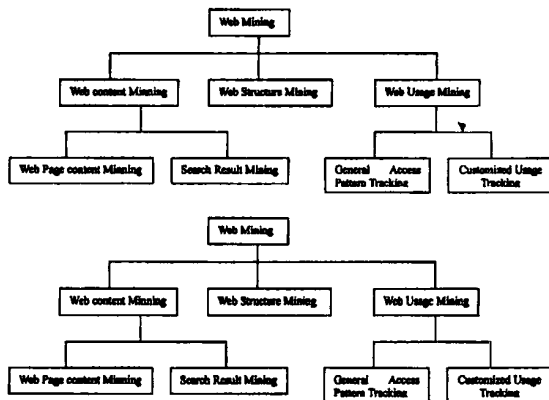 Web Mining
Web content Minning
Web Structure Mining
Web Usage Mining
Web Page content Minning
Search Result Mining
General Access
Pattern Tracking
Customized Usage
Tracking
Web Mining
Web content Minning
Web Structure Mining
Web Usage Mining
Web Page content Minning
Search Result Mining
General Access
Pattern Tracking
Customized Usage
Tracking